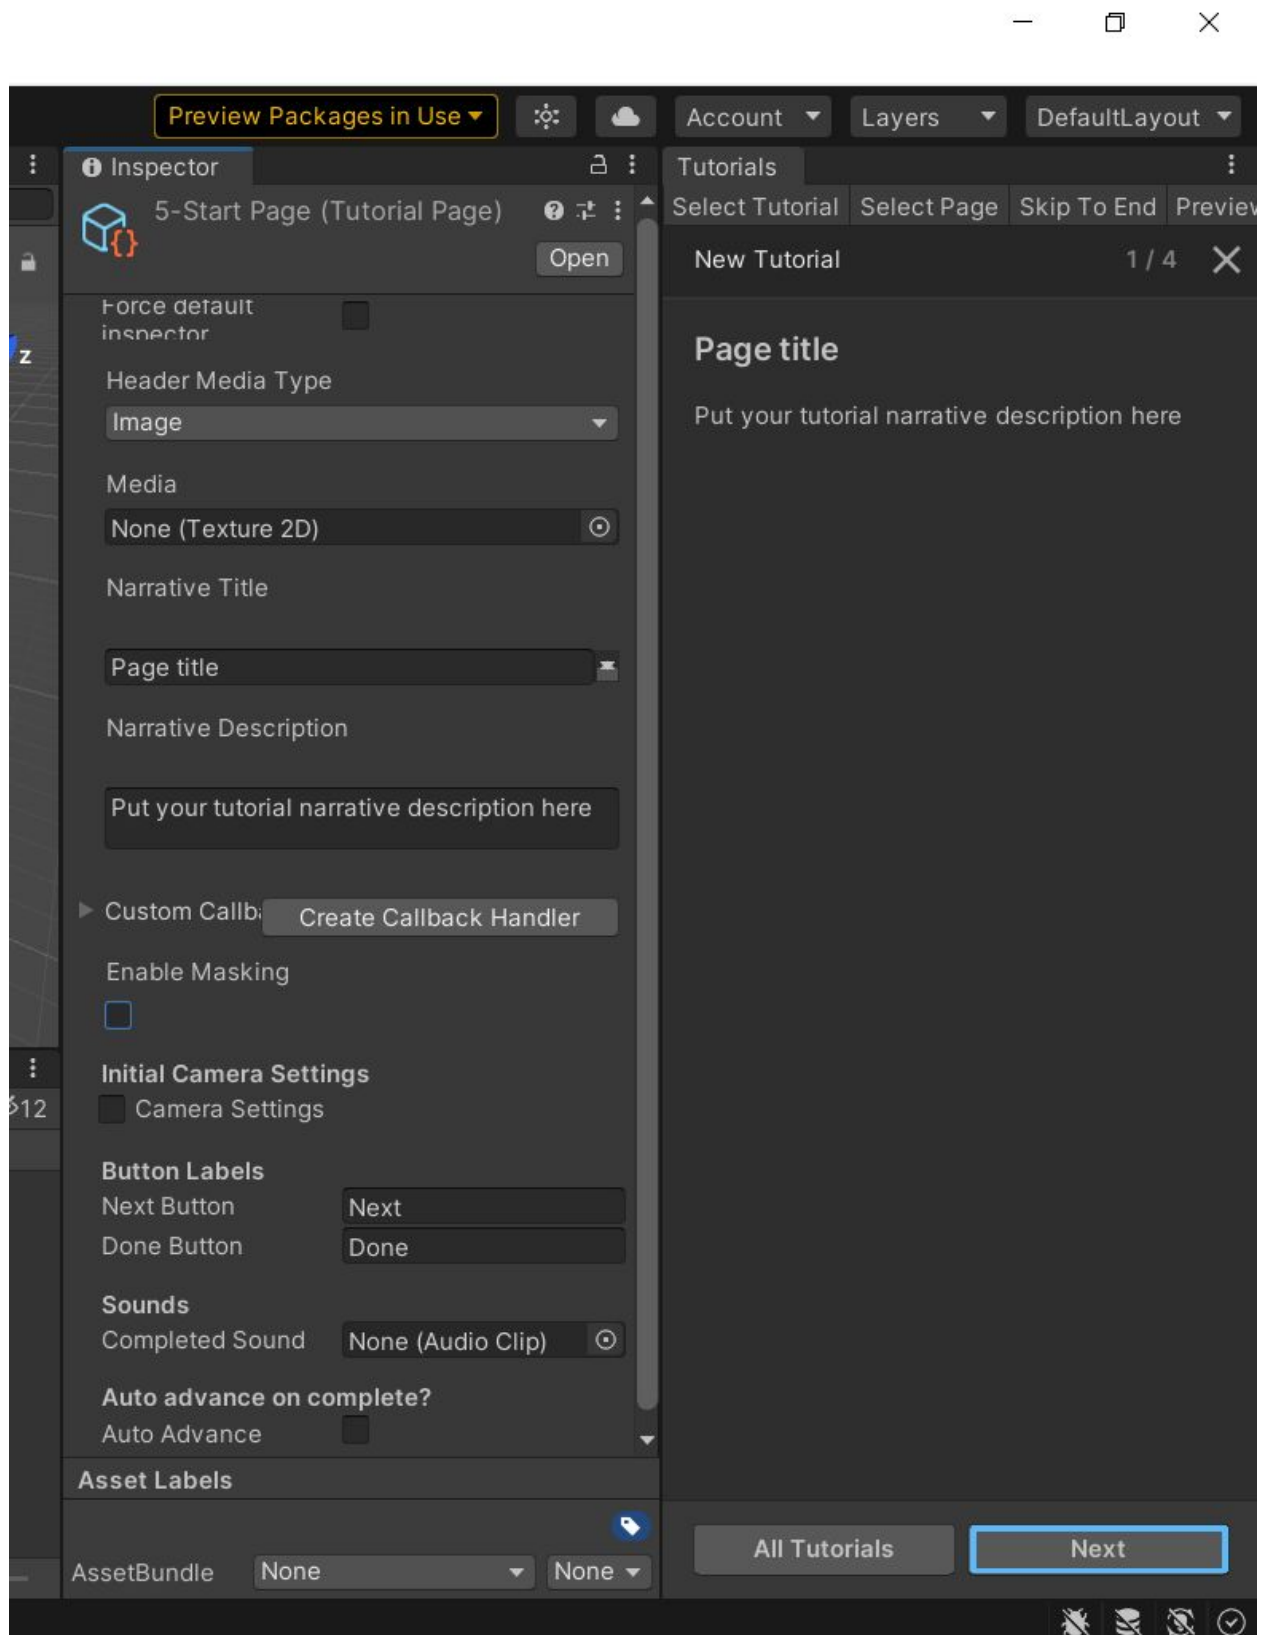 Preview Packages in Use
Account
Layers
DefaultLayout
Inspector
5-Start Page (Tutorial Page)
Open
Force default
inspector
Header Media Type
Image
Media
None (Texture 2D)
Narrative Title
Page title
Narrative Description
Put your tutorial narrative description here
Custom Callba
Create Callback Handler
Enable Masking
Initial Camera Settings
Camera Settings
Button Labels
Next Button
Next
Done Button
Done
Sounds
Completed Sound
None (Audio Clip)
Auto advance on complete?
Auto Advance
Asset Labels
AssetBundle
None
None
z
12
Tutorials
Select Tutorial
Select Page
Skip To End
Preview
New Tutorial
1 / 4
Page title
Put your tutorial narrative description here
All Tutorials
Next